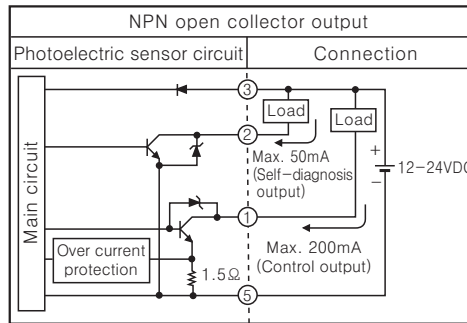 NPN open collector output
Photoelectric sensor circuit
Connection
Main circuit
3
Load
Load
2
Max. 50mA
(Self-diagnosis
output)
+
12-24VDC
−
1
Max. 200mA
(Control output)
Over current
protection
1.5Ω
5